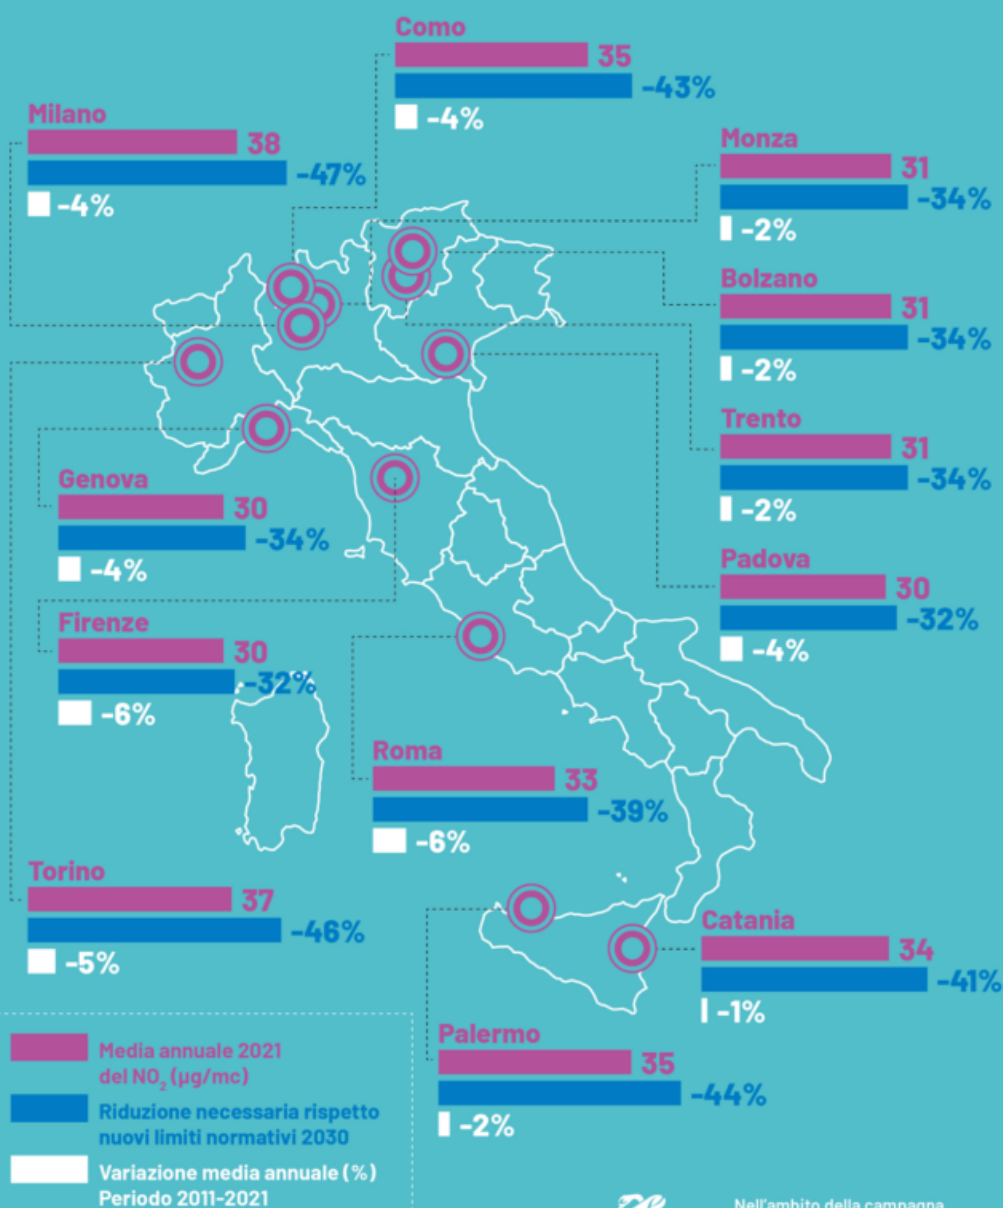 Como
35
-43%
-4%
Milano
38
-47%
-4%
Monza
31
-34%
-2%
Bolzano
31
-34%
-2%
Trento
31
-34%
-2%
Genova
30
-34%
-4%
Padova
30
-32%
-4%
Firenze
30
-32%
-6%
Roma
33
-39%
-6%
Torino
37
-46%
-5%
Catania
34
-41%
-1%
Palermo
35
-44%
-2%
Media annuale 2021
del NO₂ (µg/mc)
Riduzione necessaria rispetto
nuovi limiti normativi 2030
Variazione media annuale (%)
Periodo 2011-2021
Nell'ambito della campagna